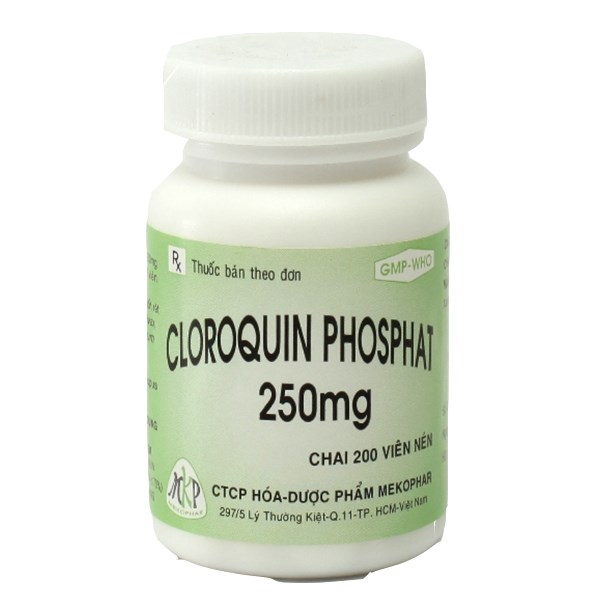 Rx Thuốc bán theo đơn
GMP-WHO
CLOROQUIN PHOSPHAT
250mg
CHAI 200 VIÊN NÉN
MKP
CTCP HÓA-DƯỢC PHẨM MEKOPHAR
297/5 Lý Thường Kiệt-Q.11-TP. HCM-Việt Nam